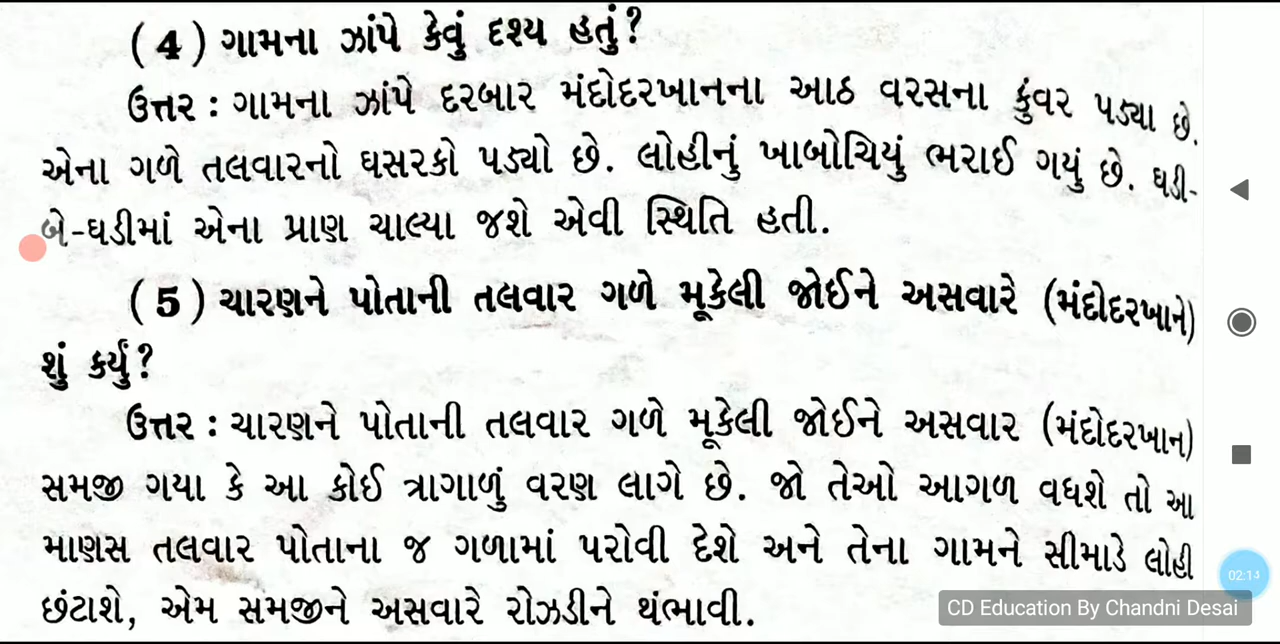 (4) ગામના ઝાંપે કેવું દૃશ્ય હતું?
ઉત્તર : ગામના ઝાંપે દરબાર મંદોદરખાનના આઠ વરસના કુંવર પડ્યા છે.
એના ગળે તલવારનો ઘસરકો પડ્યો છે. લોહીનું ખાબોચિયું ભરાઈ ગયું છે. ઘડી-
બે-ઘડીમાં એના પ્રાણ ચાલ્યા જશે એવી સ્થિતિ હતી.
(5) ચારણને પોતાની તલવાર ગળે મૂકેલી જોઈને અસવારે (મંદોદરખાને)
શું કર્યું?
ઉત્તર : ચારણને પોતાની તલવાર ગળે મૂકેલી જોઈને અસવાર (મંદોદરખાન)
સમજી ગયા કે આ કોઈ ત્રાગાળું વરણ લાગે છે. જો તેઓ આગળ વધશે તો આ
માણસ તલવાર પોતાના જ ગળામાં પરોવી દેશે અને તેના ગામને સીમાડે લોહી
છંટાશે, એમ સમજીને અસવારે રોઝડીને થંભાવી.
02:14
CD Education By Chandni Desai